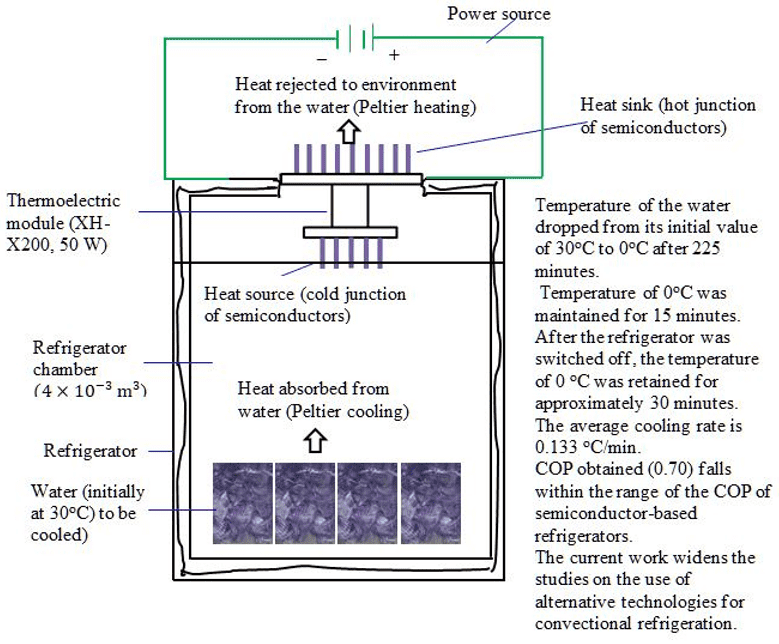 Power source
–
+
Heat rejected to environment
from the water (Peltier heating)
Heat sink (hot junction
of semiconductors)
Thermoelectric
module (XH-
X200, 50 W)
Heat source (cold junction
of semiconductors)
Refrigerator
chamber
(4 × 10⁻³ m³)
Heat absorbed from
water (Peltier cooling)
Refrigerator
Water (initially
at 30°C) to be
cooled)
Temperature of the water
dropped from its initial value
of 30°C to 0°C after 225
minutes.
Temperature of 0°C was
maintained for 15 minutes.
After the refrigerator was
switched off, the temperature
of 0 °C was retained for
approximately 30 minutes.
The average cooling rate is
0.133 °C/min.
COP obtained (0.70) falls
within the range of the COP of
semiconductor-based
refrigerators.
The current work widens the
studies on the use of
alternative technologies for
convectional refrigeration.